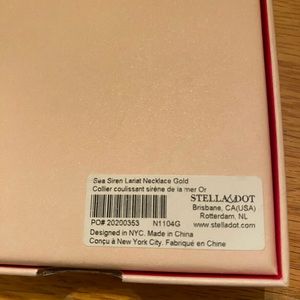 Sea Siren Lariat Necklace Gold
Collier coulissant sirène de la mer Or
STELLA&DOT
Brisbane, CA(USA)
Rotterdam, NL
PO# 20200353 N1104G www.stelladot.com
Designed in NYC. Made in China
Conçu à New York City. Fabriqué en Chine